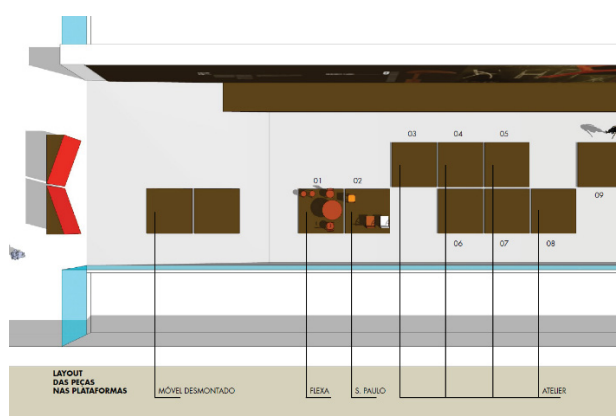 03 04 05
01 02
09
06 07 08
LAYOUT
DAS PEÇAS
NAS PLATAFORMAS
MÓVEL DESMONTADO
FLEXA
S. PAULO
ATELIER